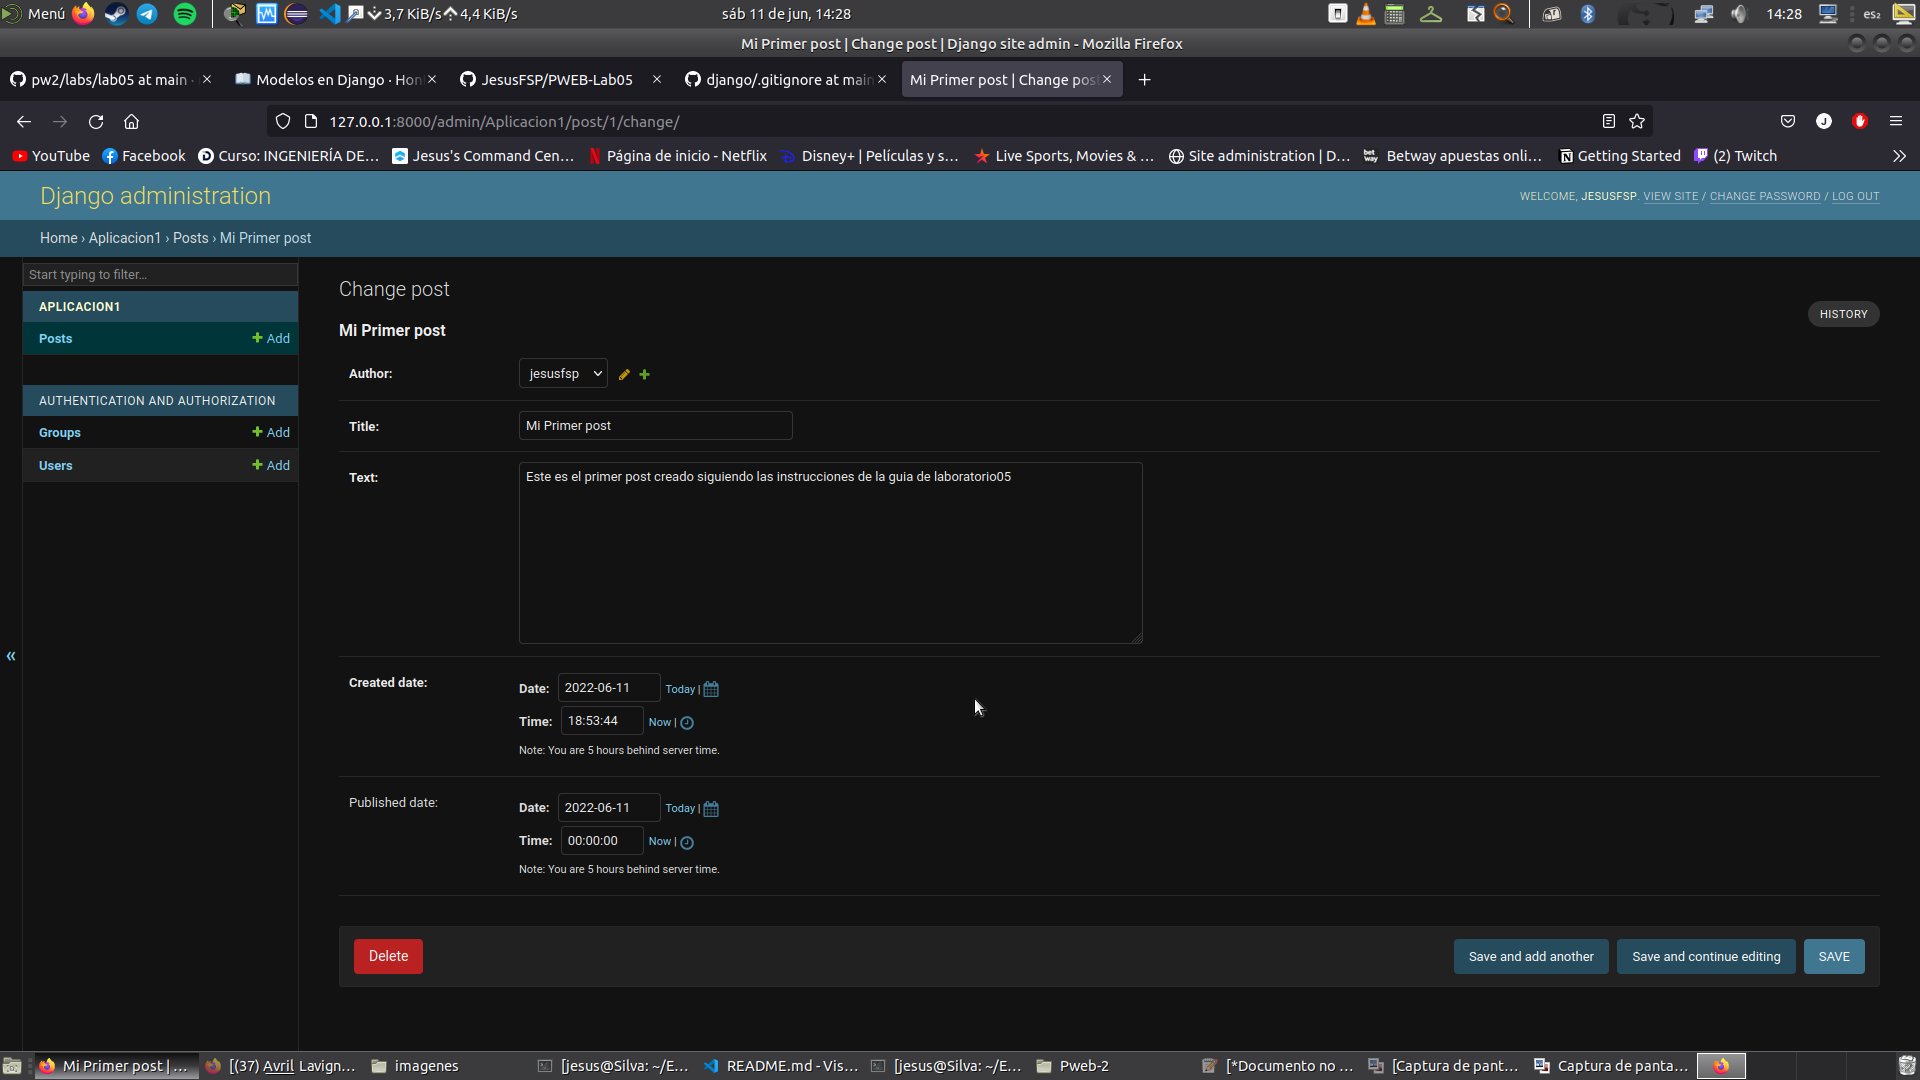 Menú 3,7 KiB/s 4,4 KiB/s sáb 11 de jun, 14:28 14:28 es₂
Mi Primer post | Change post | Django site admin - Mozilla Firefox
pw2/labs/lab05 at main Modelos en Django · Hon JesusFSP/PWEB-Lab05 django/.gitignore at main Mi Primer post | Change pos
127.0.0.1:8000/admin/Aplicacion1/post/1/change/
YouTube Facebook Curso: INGENIERÍA DE... Jesus's Command Cen... Página de inicio - Netflix Disney+ | Películas y s... Live Sports, Movies & ... Site administration | D... Betway apuestas onli... Getting Started (2) Twitch
Django administration
WELCOME, JESUSFSP. VIEW SITE / CHANGE PASSWORD / LOG OUT
Home › Aplicacion1 › Posts › Mi Primer post
Start typing to filter...
APLICACION1
Posts + Add
AUTHENTICATION AND AUTHORIZATION
Groups + Add
Users + Add
«
Change post
HISTORY
Mi Primer post
Author: jesusfsp
Title: Mi Primer post
Text: Este es el primer post creado siguiendo las instrucciones de la guia de laboratorio05
Created date: Date: 2022-06-11 Today |
Time: 18:53:44 Now |
Note: You are 5 hours behind server time.
Published date: Date: 2022-06-11 Today |
Time: 00:00:00 Now |
Note: You are 5 hours behind server time.
Delete Save and add another Save and continue editing SAVE
Mi Primer post | ... [(37) Avril Lavign... imagenes [jesus@Silva: ~/E... README.md - Vis... [jesus@Silva: ~/E... Pweb-2 [*Documento no ... [Captura de pant... Captura de panta...